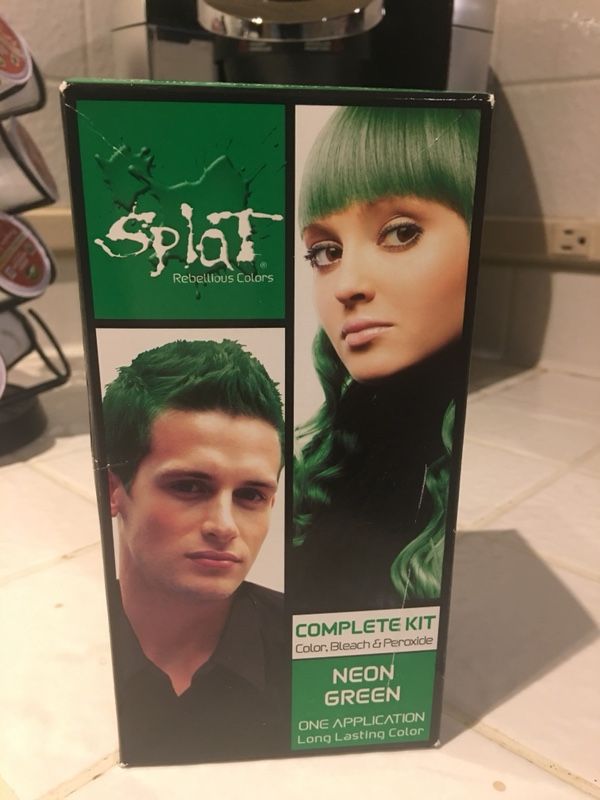 Splat®
Rebellious Colors
COMPLETE KIT
Color, Bleach & Peroxide
NEON
GREEN
ONE APPLICATION
Long Lasting Color